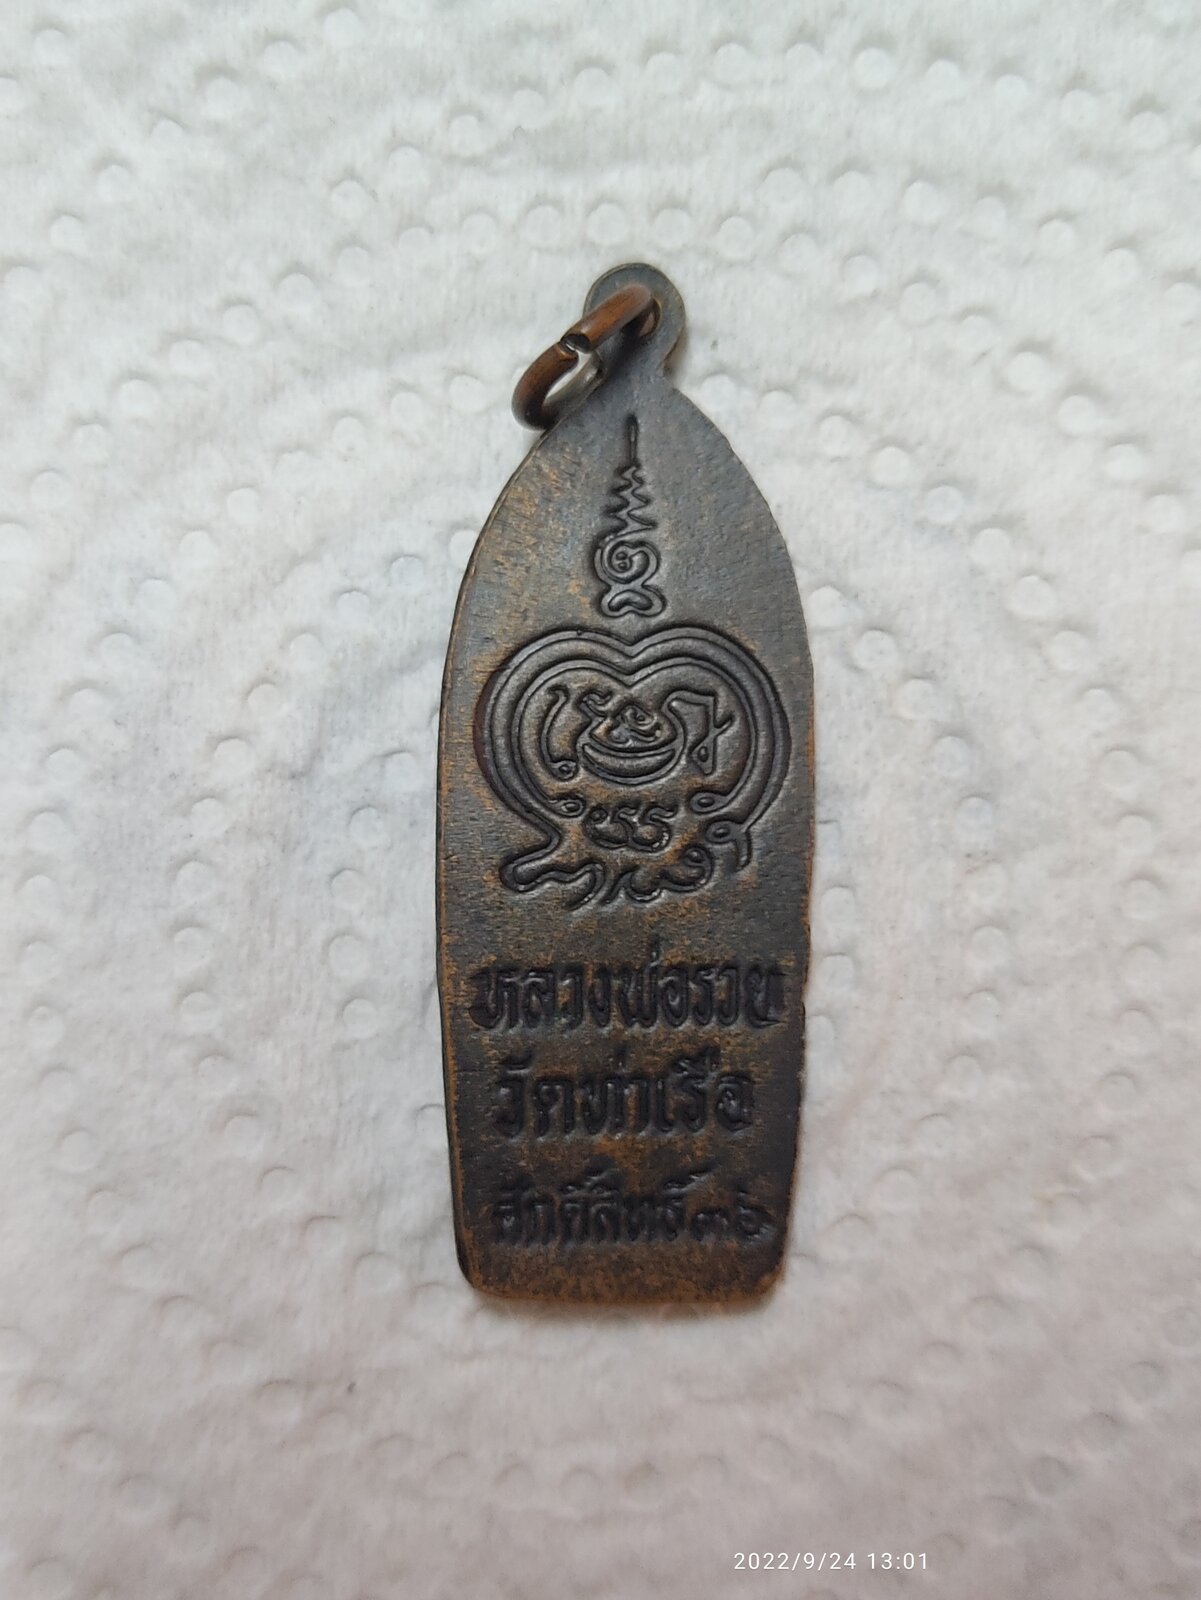 หลวงพ่อรวย
วัดท่าเรือ
ศักดิ์สิทธิ์ ๓๖
2022/9/24 13:01